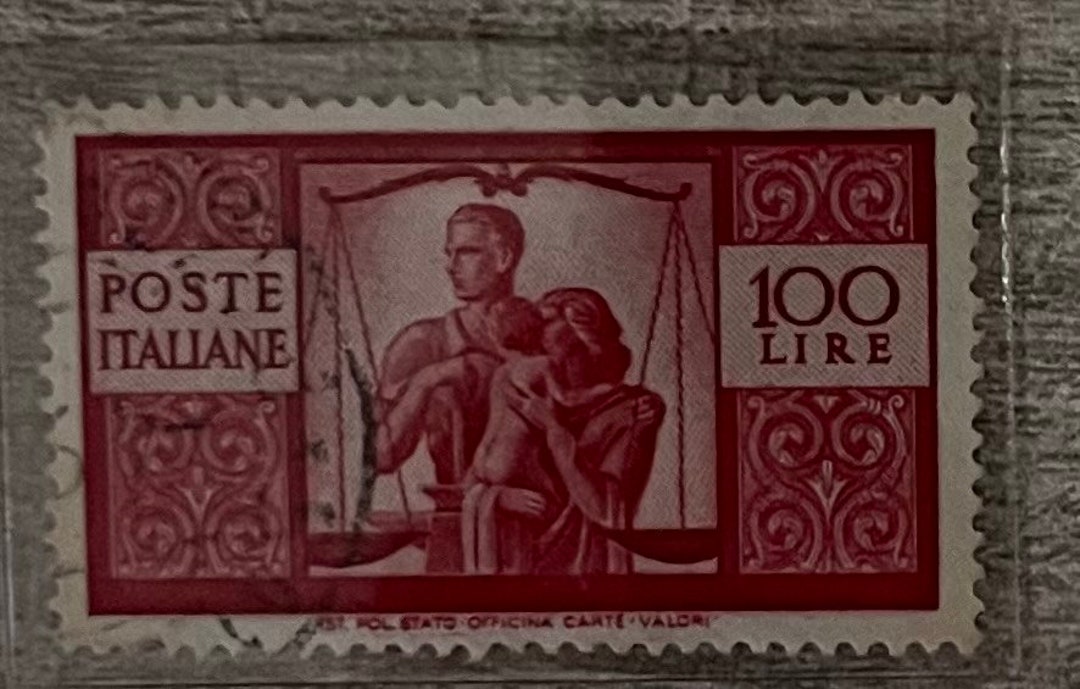 POSTE
ITALIANE
100
LIRE
IST. POL. STATO OFFICINA CARTE-VALORI